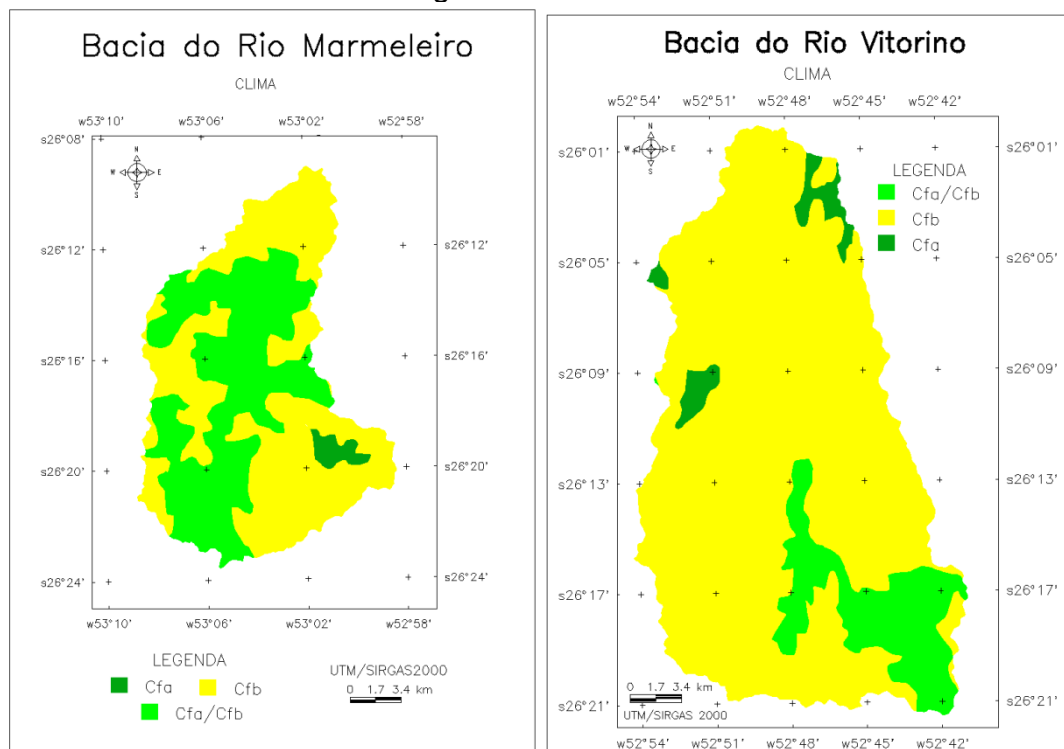 Bacia do Rio Marmeleiro
CLIMA
w53°10' w53°06' w53°02' w52°58'
s26°08'
N
W E
S
s26°12' s26°12'
s26°15' s26°16'
s26°20' s26°20'
s26°24' s26°24'
w53°10' w53°06' w53°02' w52°58'
LEGENDA
Cfa Cfb
Cfa/Cfb
UTM/SIRGAS2000
0 1.7 3.4 km
Bacia do Rio Vitorino
CLIMA
w52°54' w52°51' w52°48' w52°45' w52°42'
s26°01' s26°01'
N
W E
S
LEGENDA
Cfa/Cfb
Cfb
Cfa
s26°05' s26°05'
s26°09' s26°09'
s26°13' s26°13'
s26°17' s26°17'
s26°21' s26°21'
0 1.7 3.4 km
UTM/SIRGAS 2000
w52°54' w52°51' w52°48' w52°45' w52°42'